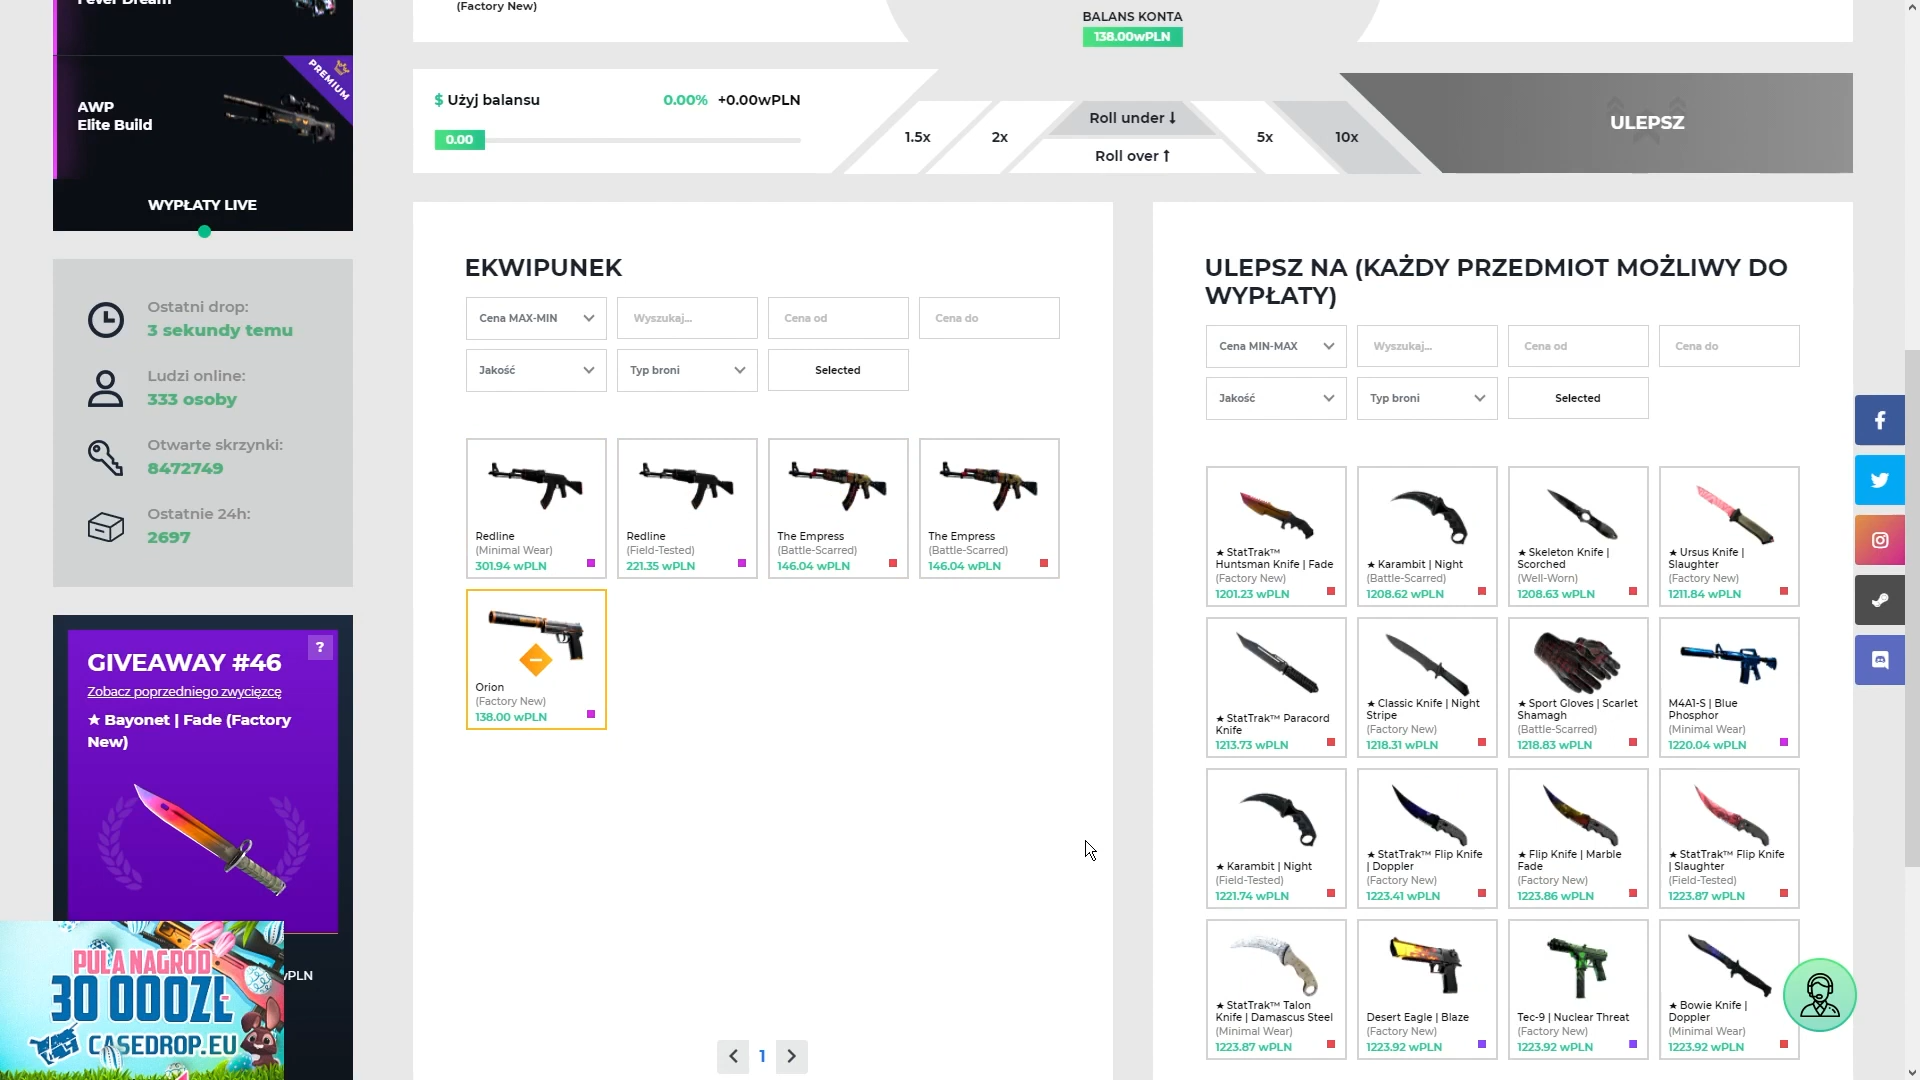 Fever Dream
PREMIUM
AWP
Elite Build
WYPŁATY LIVE
Ostatni drop:
3 sekundy temu
Ludzi online:
333 osoby
Otwarte skrzynki:
8472749
Ostatnie 24h:
2697
GIVEAWAY #46
?
Zobacz poprzedniego zwycięzcę
★ Bayonet | Fade (Factory
New)
PULA NAGRÓD
30 000ZŁ
CASEDROP.EU
(Factory New)
BALANS KONTA
138.00wPLN
$ Użyj balansu
0.00% +0.00wPLN
0.00
1.5x
2x
Roll under ↓
Roll over ↑
5x
10x
ULEPSZ
EKWIPUNEK
Cena MAX-MIN
Wyszukaj...
Cena od
Cena do
Jakość
Typ broni
Selected
Redline
(Minimal Wear)
301.94 wPLN
Redline
(Field-Tested)
221.35 wPLN
The Empress
(Battle-Scarred)
146.04 wPLN
The Empress
(Battle-Scarred)
146.04 wPLN
Orion
(Factory New)
138.00 wPLN
1
ULEPSZ NA (KAŻDY PRZEDMIOT MOŻLIWY DO
WYPŁATY)
Cena MIN-MAX
Wyszukaj...
Cena od
Cena do
Jakość
Typ broni
Selected
★ StatTrak™
Huntsman Knife | Fade
(Factory New)
1201.23 wPLN
★ Karambit | Night
(Battle-Scarred)
1208.62 wPLN
★ Skeleton Knife |
Scorched
(Well-Worn)
1208.63 wPLN
★ Ursus Knife |
Slaughter
(Factory New)
1211.84 wPLN
★ StatTrak™ Paracord
Knife
1213.73 wPLN
★ Classic Knife | Night
Stripe
(Factory New)
1218.31 wPLN
★ Sport Gloves | Scarlet
Shamagh
(Battle-Scarred)
1218.83 wPLN
M4A1-S | Blue
Phosphor
(Minimal Wear)
1220.04 wPLN
★ Karambit | Night
(Field-Tested)
1221.74 wPLN
★ StatTrak™ Flip Knife
| Doppler
(Factory New)
1223.41 wPLN
★ Flip Knife | Marble
Fade
(Factory New)
1223.86 wPLN
★ StatTrak™ Flip Knife
| Slaughter
(Field-Tested)
1223.87 wPLN
★ StatTrak™ Talon
Knife | Damascus Steel
(Minimal Wear)
1223.87 wPLN
Desert Eagle | Blaze
(Factory New)
1223.92 wPLN
Tec-9 | Nuclear Threat
(Factory New)
1223.92 wPLN
★ Bowie Knife |
Doppler
(Minimal Wear)
1223.92 wPLN